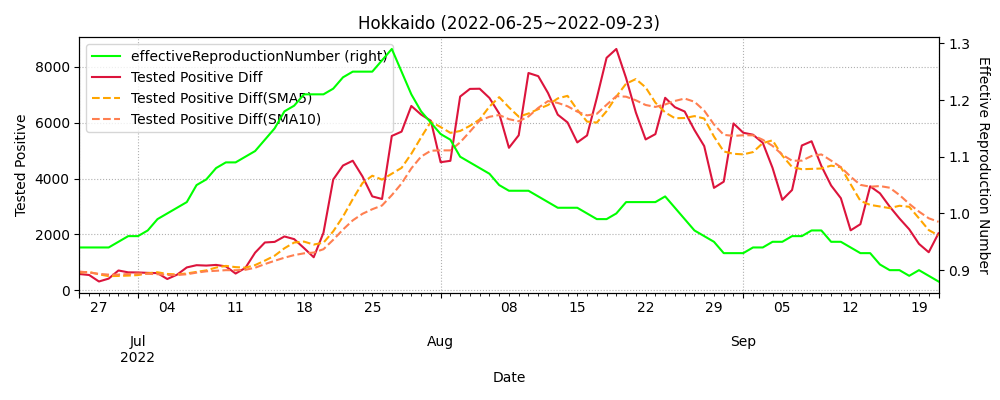 Hokkaido (2022-06-25~2022-09-23)
effectiveReproductionNumber (right)
Tested Positive Diff
Tested Positive Diff(SMA5)
Tested Positive Diff(SMA10)
Tested Positive
8000
6000
4000
2000
0
1.3
1.2
1.1
1.0
0.9
Effective Reproduction Number
27 04 11 18 25 08 15 22 29 05 12 19
Jul Aug Sep
2022
Date